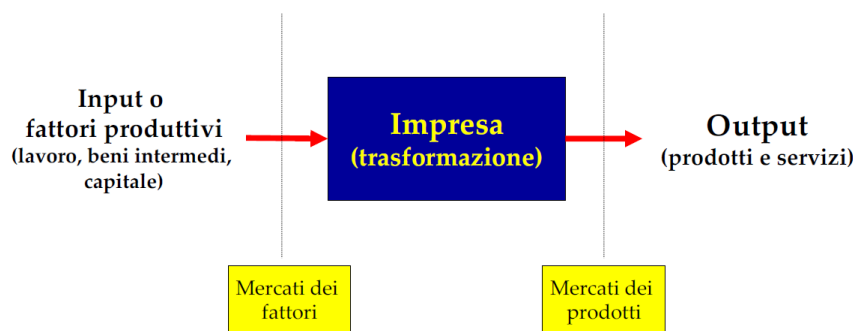 Input o
fattori produttivi
(lavoro, beni intermedi,
capitale)
Impresa
(trasformazione)
Output
(prodotti e servizi)
Mercati dei
fattori
Mercati dei
prodotti